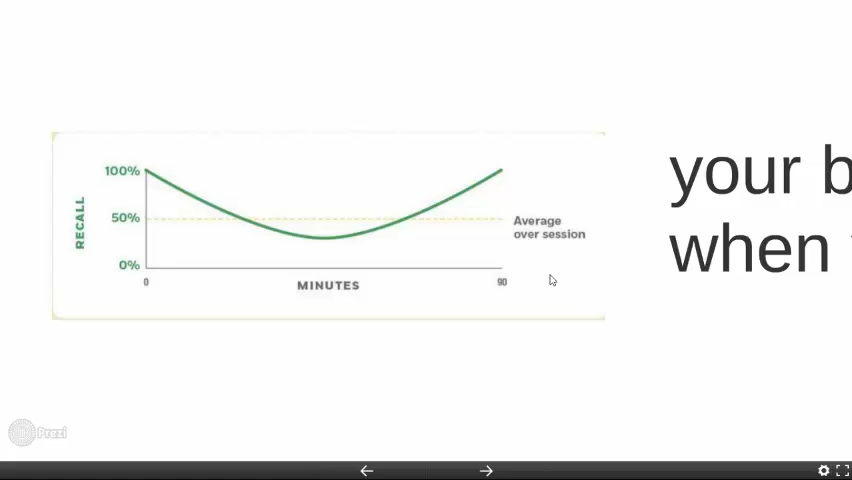 100%
RECALL
50%
Average
over session
0%
0
90
MINUTES
your b
when
Prezi